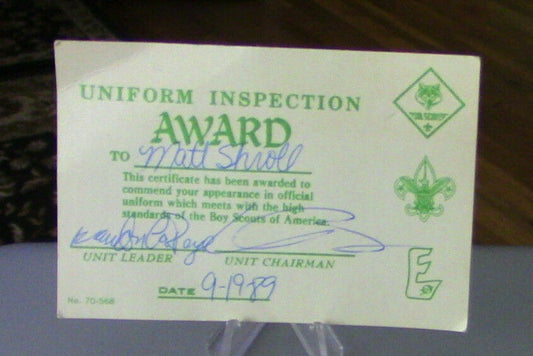 UNIFORM INSPECTION
AWARD
TO Matt Shroll
This certificate has been awarded to
commend your appearance in official
uniform which meets with the high
standards of the Boy Scouts of America.
UNIT LEADER
UNIT CHAIRMAN
DATE 9-19-89
No. 70-568
CUB SCOUTS
E